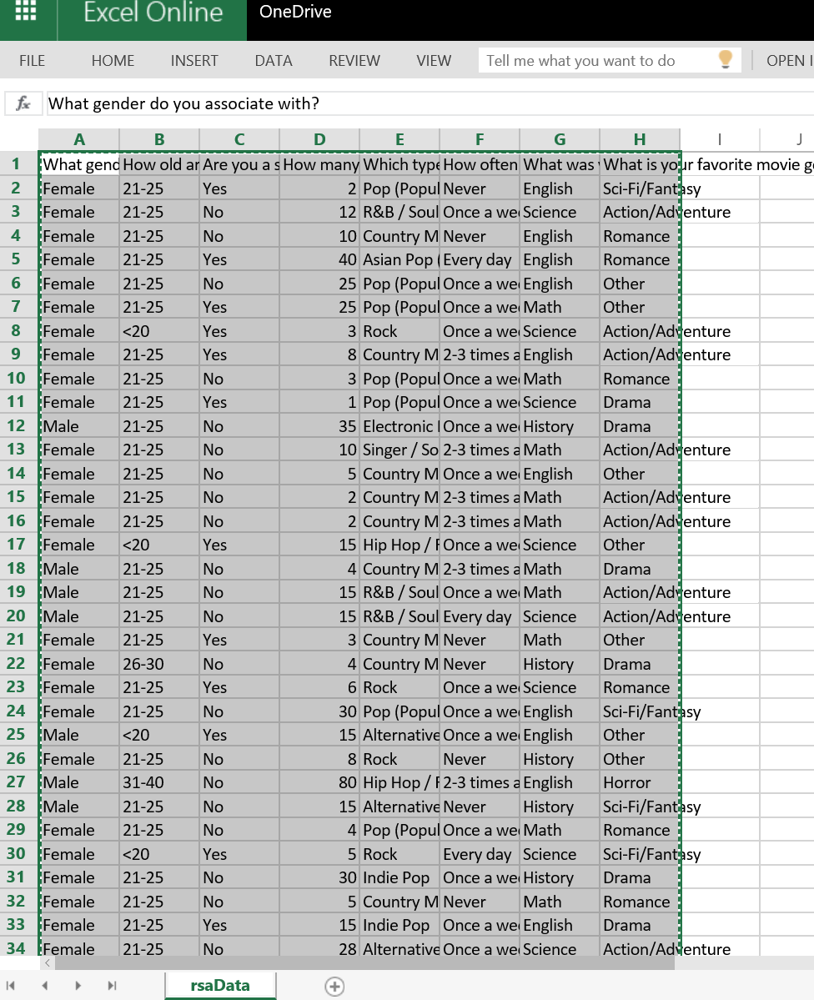 Excel Online OneDrive
FILE HOME INSERT DATA REVIEW VIEW Tell me what you want to do OPEN I
fx What gender do you associate with?
A B C D E F G H I J
1 What gend How old ar Are you a s How many Which type How often What was What is your favorite movie g
2 Female 21-25 Yes 2 Pop (Popul Never English Sci-Fi/Fantasy
3 Female 21-25 No 12 R&B / Soul Once a we Science Action/Adventure
4 Female 21-25 No 10 Country M Never English Romance
5 Female 21-25 Yes 40 Asian Pop ( Every day English Romance
6 Female 21-25 No 25 Pop (Popul Once a we English Other
7 Female 21-25 Yes 25 Pop (Popul Once a we Math Other
8 Female <20 Yes 3 Rock Once a we Science Action/Adventure
9 Female 21-25 Yes 8 Country M 2-3 times a English Action/Adventure
10 Female 21-25 No 3 Pop (Popul Once a we Math Romance
11 Female 21-25 Yes 1 Pop (Popul Once a we Science Drama
12 Male 21-25 No 35 Electronic Once a we History Drama
13 Female 21-25 No 10 Singer / So 2-3 times a Math Action/Adventure
14 Female 21-25 No 5 Country M Once a we English Other
15 Female 21-25 No 2 Country M 2-3 times a Math Action/Adventure
16 Female 21-25 No 2 Country M 2-3 times a Math Action/Adventure
17 Female <20 Yes 15 Hip Hop / Once a we Science Other
18 Male 21-25 No 4 Country M 2-3 times a Math Drama
19 Male 21-25 No 15 R&B / Soul Once a we Math Action/Adventure
20 Male 21-25 No 15 R&B / Soul Every day Science Action/Adventure
21 Female 21-25 Yes 3 Country M Never Math Other
22 Female 26-30 No 4 Country M Never History Drama
23 Female 21-25 Yes 6 Rock Once a we Science Romance
24 Female 21-25 No 30 Pop (Popul Once a we English Sci-Fi/Fantasy
25 Male <20 Yes 15 Alternative Once a we English Other
26 Female 21-25 No 8 Rock Never History Other
27 Male 31-40 No 80 Hip Hop / 2-3 times a English Horror
28 Male 21-25 No 15 Alternative Never History Sci-Fi/Fantasy
29 Female 21-25 No 4 Pop (Popul Once a we Math Romance
30 Female <20 Yes 5 Rock Every day Science Sci-Fi/Fantasy
31 Female 21-25 No 30 Indie Pop Once a we History Drama
32 Female 21-25 No 5 Country M Never Math Romance
33 Female 21-25 Yes 15 Indie Pop Once a we English Drama
34 Female 21-25 No 28 Alternative Once a we Science Action/Adventure
rsaData